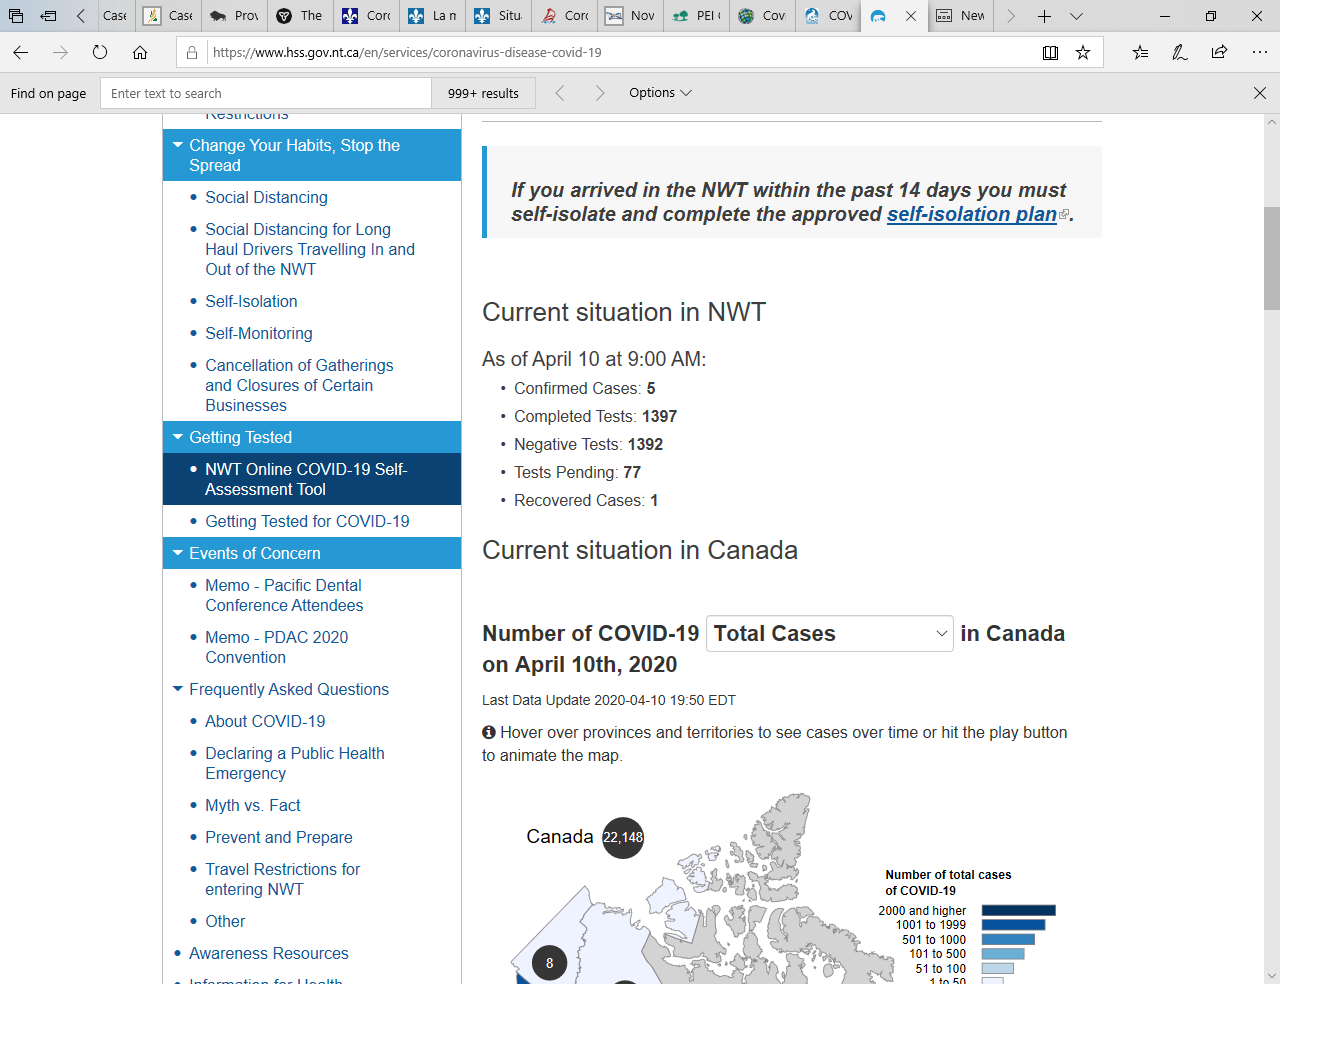 Case
Case
Prov
The
Corc
La m
Situ
Corc
Nov
PEI
Cov
COV
New
https://www.hss.gov.nt.ca/en/services/coronavirus-disease-covid-19
Find on page
Enter text to search
999+ results
Options
Restrictions
Change Your Habits, Stop the
Spread
Social Distancing
Social Distancing for Long
Haul Drivers Travelling In and
Out of the NWT
Self-Isolation
Self-Monitoring
Cancellation of Gatherings
and Closures of Certain
Businesses
Getting Tested
NWT Online COVID-19 Self-
Assessment Tool
Getting Tested for COVID-19
Events of Concern
Memo - Pacific Dental
Conference Attendees
Memo - PDAC 2020
Convention
Frequently Asked Questions
About COVID-19
Declaring a Public Health
Emergency
Myth vs. Fact
Prevent and Prepare
Travel Restrictions for
entering NWT
Other
Awareness Resources
Information for Health
If you arrived in the NWT within the past 14 days you must
self-isolate and complete the approved self-isolation plan.
Current situation in NWT
As of April 10 at 9:00 AM:
Confirmed Cases: 5
Completed Tests: 1397
Negative Tests: 1392
Tests Pending: 77
Recovered Cases: 1
Current situation in Canada
Number of COVID-19 Total Cases in Canada
on April 10th, 2020
Last Data Update 2020-04-10 19:50 EDT
Hover over provinces and territories to see cases over time or hit the play button
to animate the map.
Canada 22,148
8
Number of total cases
of COVID-19
2000 and higher
1001 to 1999
501 to 1000
101 to 500
51 to 100
1 to 50